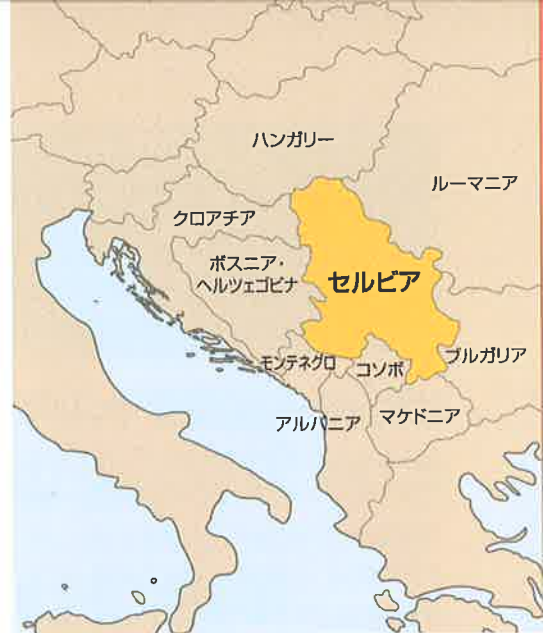 ハンガリー
ルーマニア
クロアチア
ボスニア・
ヘルツェゴビナ
セルビア
モンテネグロ
コソボ
ブルガリア
アルバニア
マケドニア